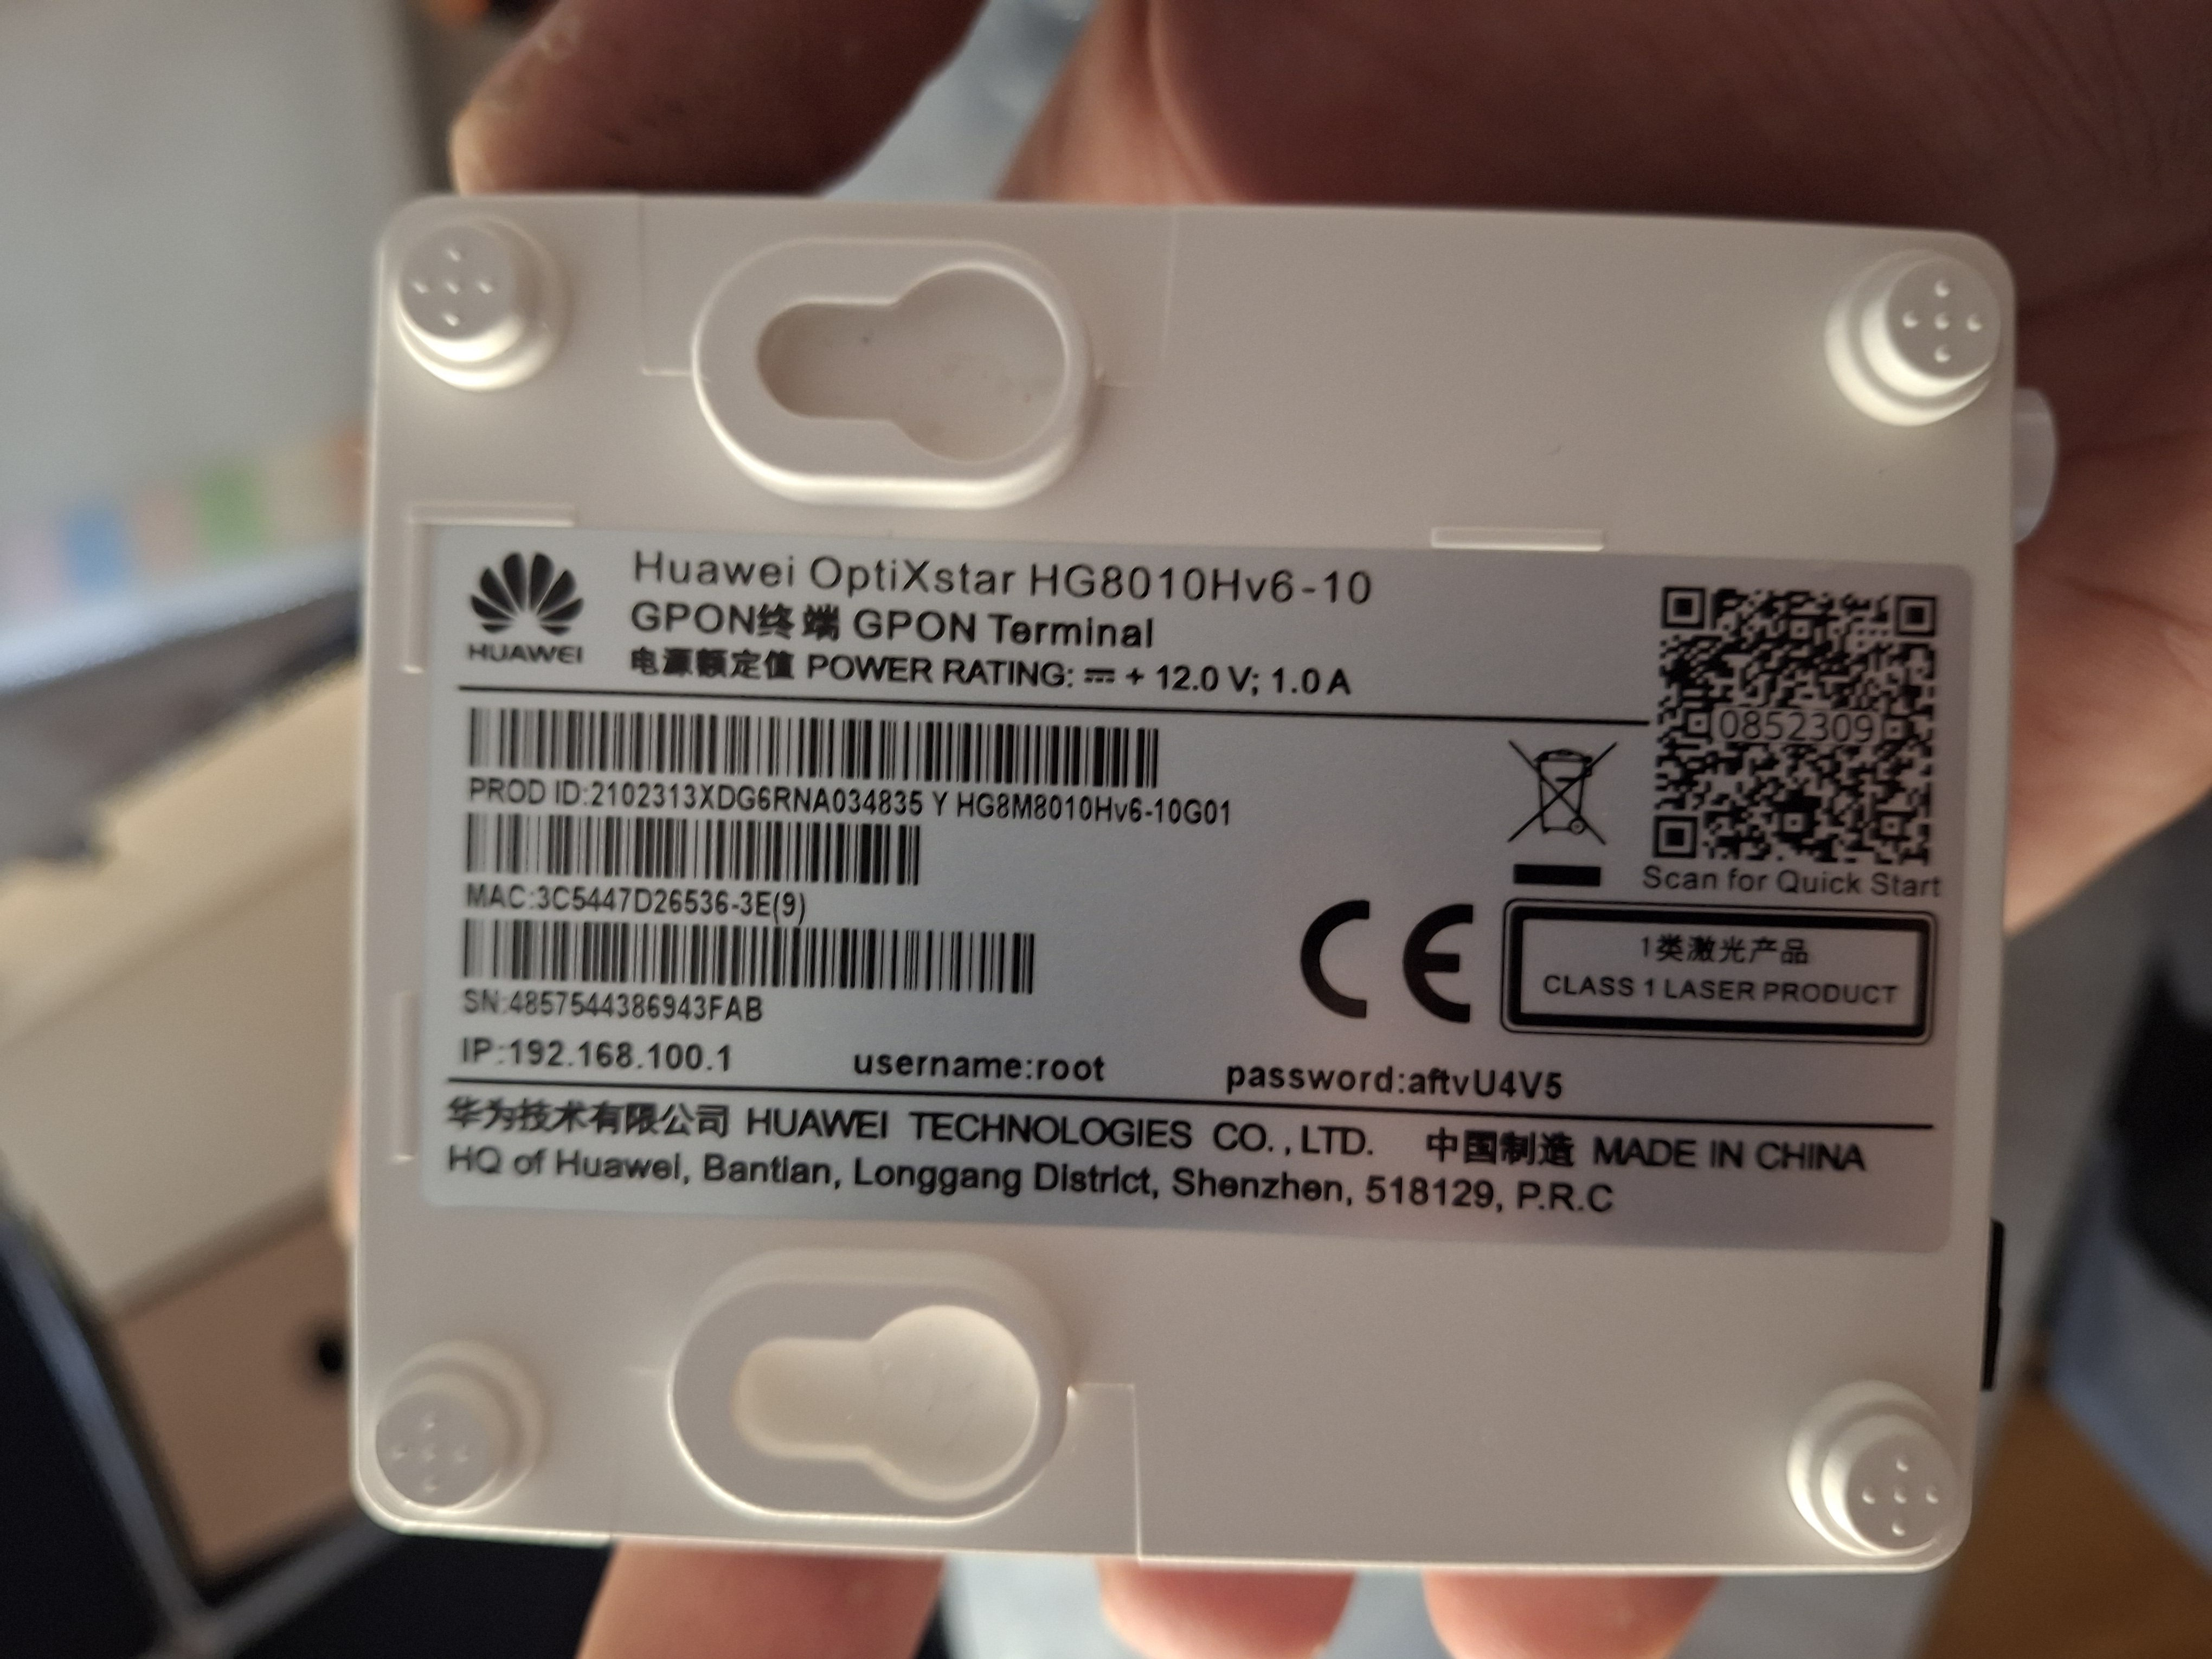 HUAWEI
Huawei OptiXstar HG8010Hv6-10
GPON终端 GPON Terminal
电源额定值 POWER RATING: ⎓ + 12.0 V; 1.0 A
0852309
Scan for Quick Start
PROD ID:2102313XDG6RNA034835 Y HG8M8010Hv6-10G01
MAC:3C5447D26536-3E(9)
SN:4857544386943FAB
CE
1类激光产品
CLASS 1 LASER PRODUCT
IP:192.168.100.1 username:root password:aftvU4V5
华为技术有限公司 HUAWEI TECHNOLOGIES CO., LTD. 中国制造 MADE IN CHINA
HQ of Huawei, Bantian, Longgang District, Shenzhen, 518129, P.R.C